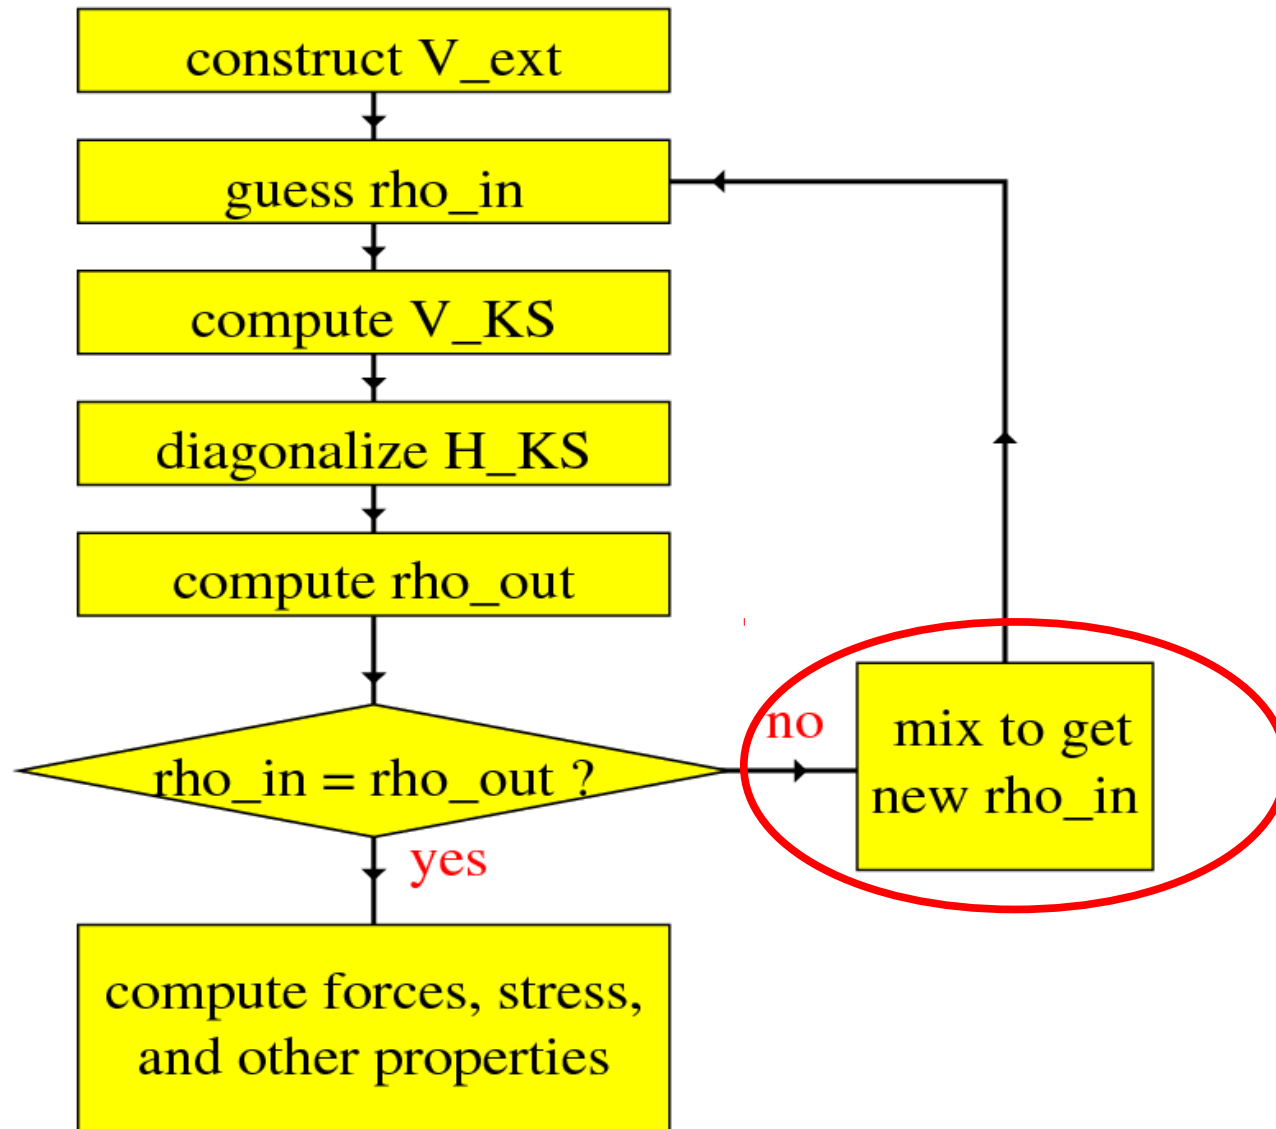 construct V_ext
guess rho_in
compute V_KS
diagonalize H_KS
compute rho_out
rho_in = rho_out ?
no
mix to get
new rho_in
yes
compute forces, stress,
and other properties